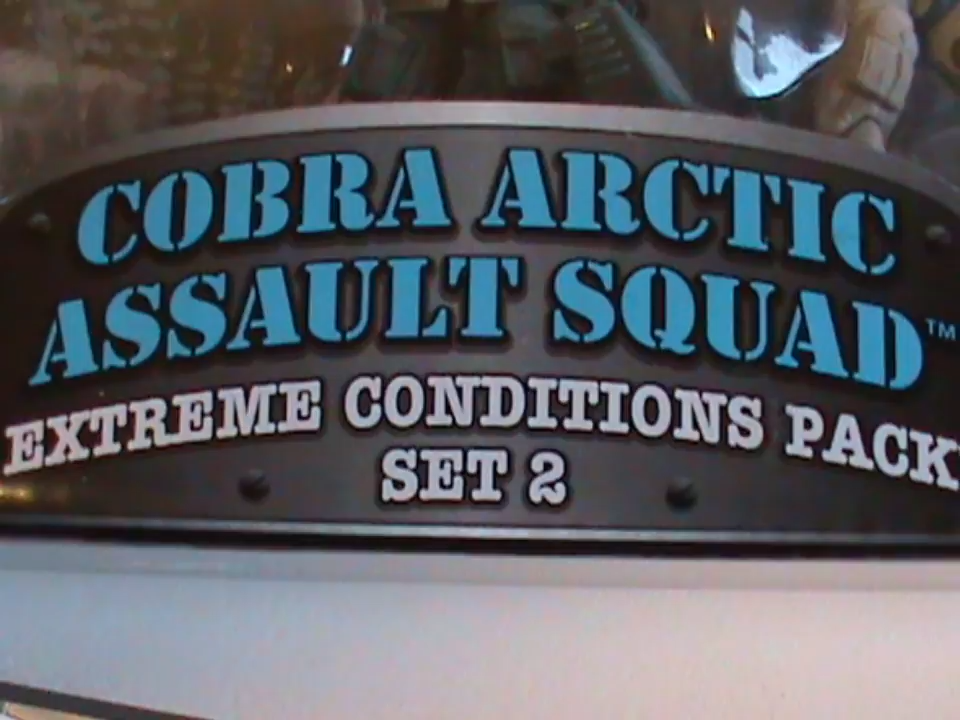 COBRA ARCTIC
ASSAULT SQUAD™
EXTREME CONDITIONS PACK
SET 2